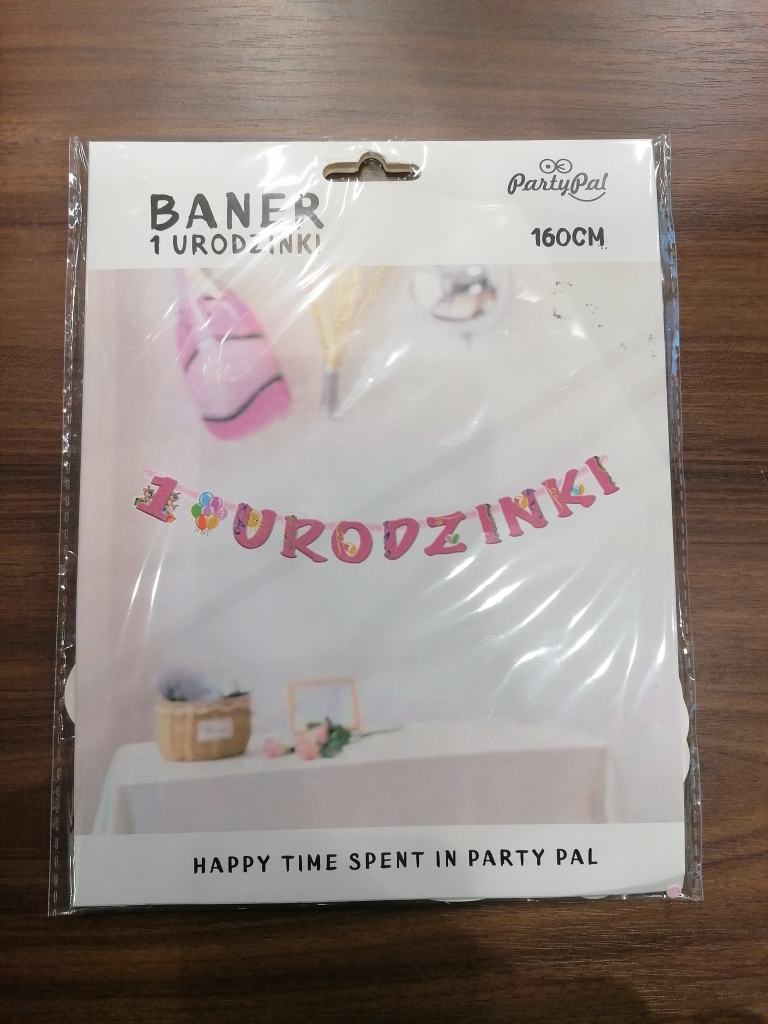 PartyPal
BANER
1 URODZINKI
160CM
1 URODZINKI
HAPPY TIME SPENT IN PARTY PAL